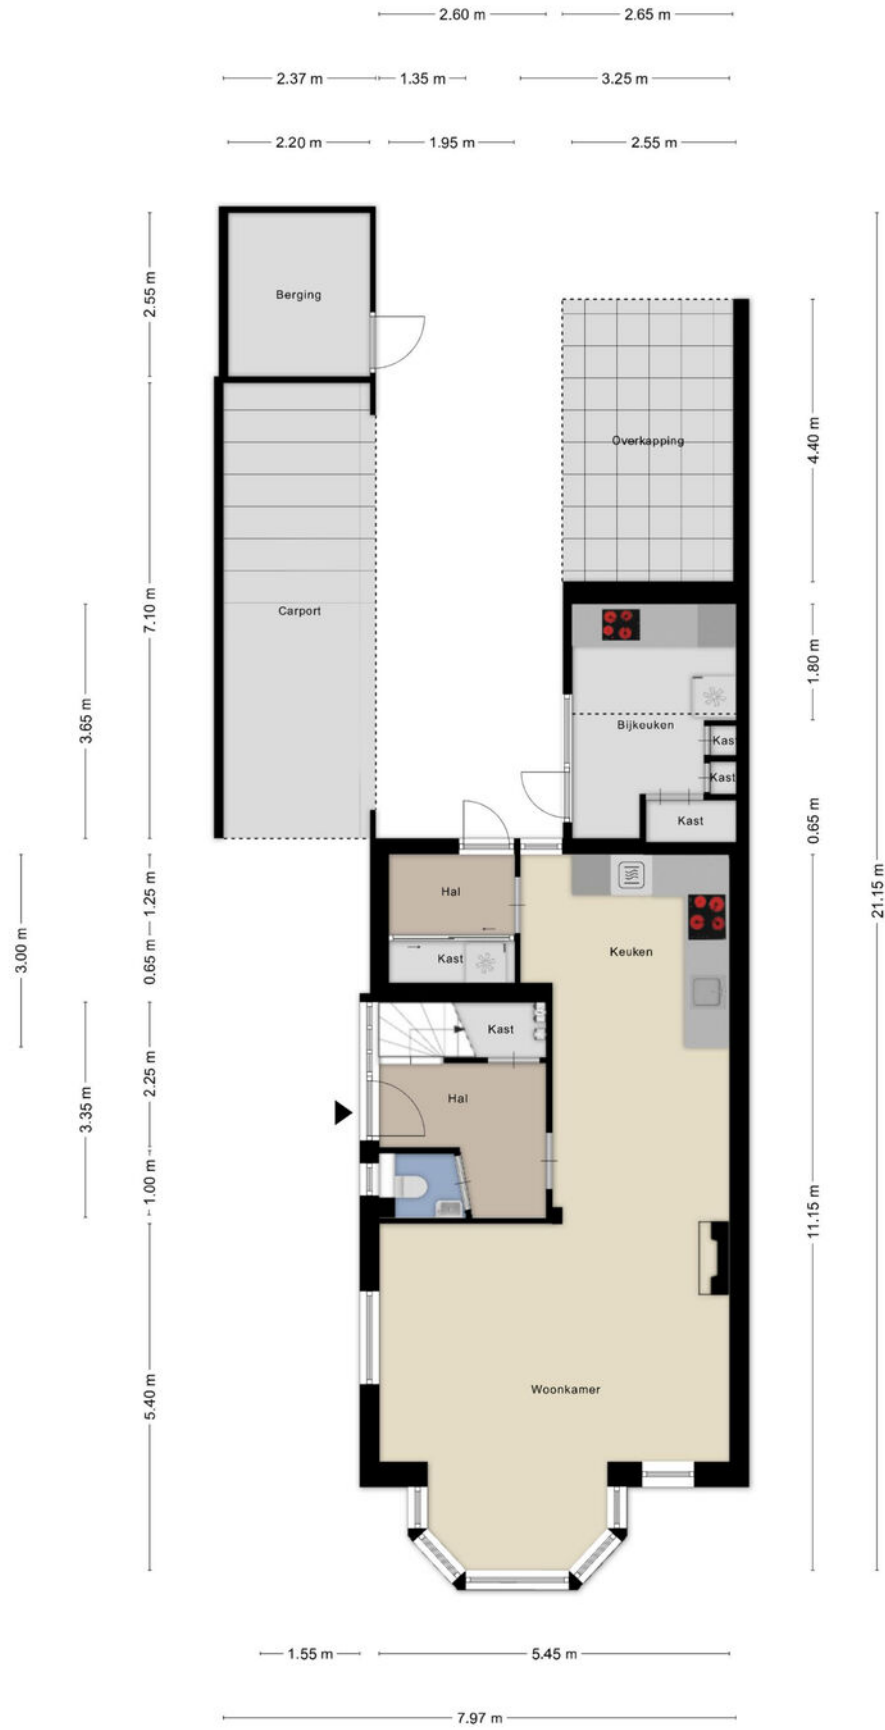 2.60 m
2.65 m
2.37 m
1.35 m
3.25 m
2.20 m
1.95 m
2.55 m
2.55 m
Berging
Overkapping
4.40 m
7.10 m
Carport
3.65 m
1.80 m
Bijkeuken
Kast
Kast
Kast
0.65 m
21.15 m
3.00 m
1.25 m
Hal
Keuken
0.65 m
Kast
Kast
2.25 m
Hal
3.35 m
1.00 m
11.15 m
5.40 m
Woonkamer
1.55 m
5.45 m
7.97 m